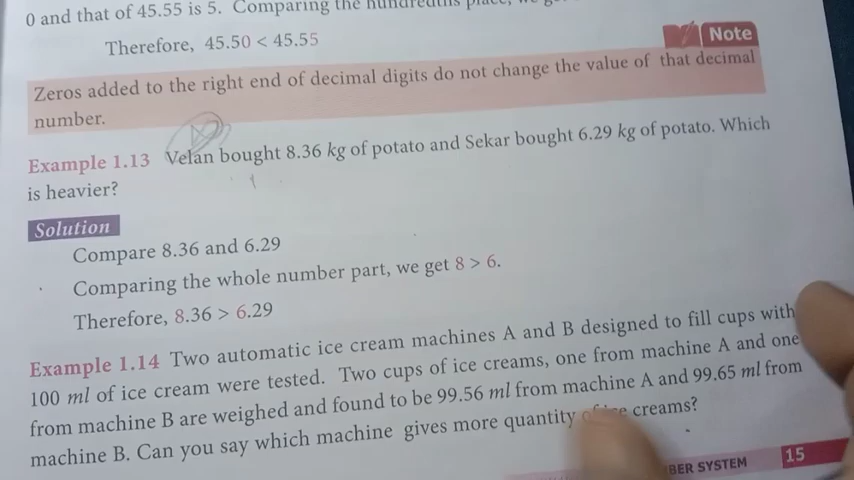 0 and that of 45.55 is 5. Comparing the hundredths place, we
Therefore, 45.50 < 45.55
Note
Zeros added to the right end of decimal digits do not change the value of that decimal
number.
Example 1.13 Velan bought 8.36 kg of potato and Sekar bought 6.29 kg of potato. Which
is heavier?
Solution
Compare 8.36 and 6.29
Comparing the whole number part, we get 8 > 6.
Therefore, 8.36 > 6.29
Example 1.14 Two automatic ice cream machines A and B designed to fill cups with
100 ml of ice cream were tested. Two cups of ice creams, one from machine A and one
from machine B are weighed and found to be 99.56 ml from machine A and 99.65 ml from
machine B. Can you say which machine gives more quantity of ice creams?
BER SYSTEM 15